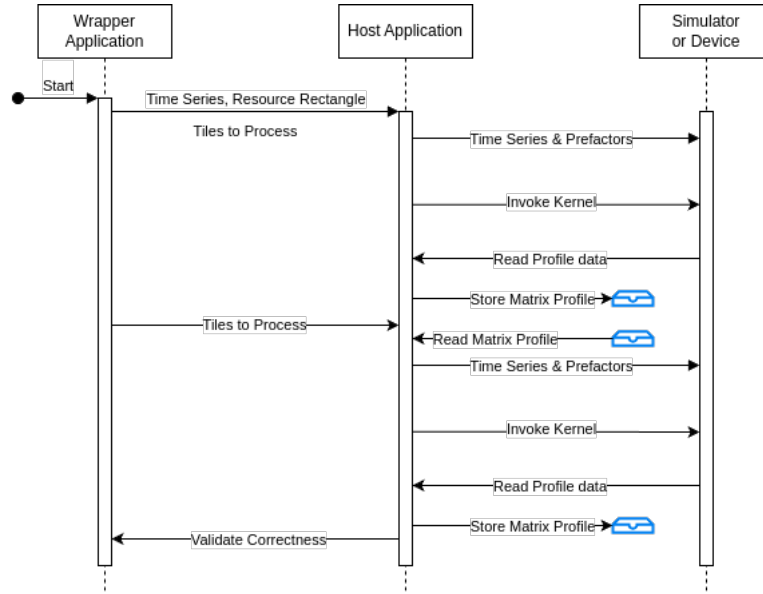 Wrapper
Application
Host Application
Simulator
or Device
Start
Time Series, Resource Rectangle
Tiles to Process
Time Series & Prefactors
Invoke Kernel
Read Profile data
Store Matrix Profile
Tiles to Process
Read Matrix Profile
Time Series & Prefactors
Invoke Kernel
Read Profile data
Store Matrix Profile
Validate Correctness